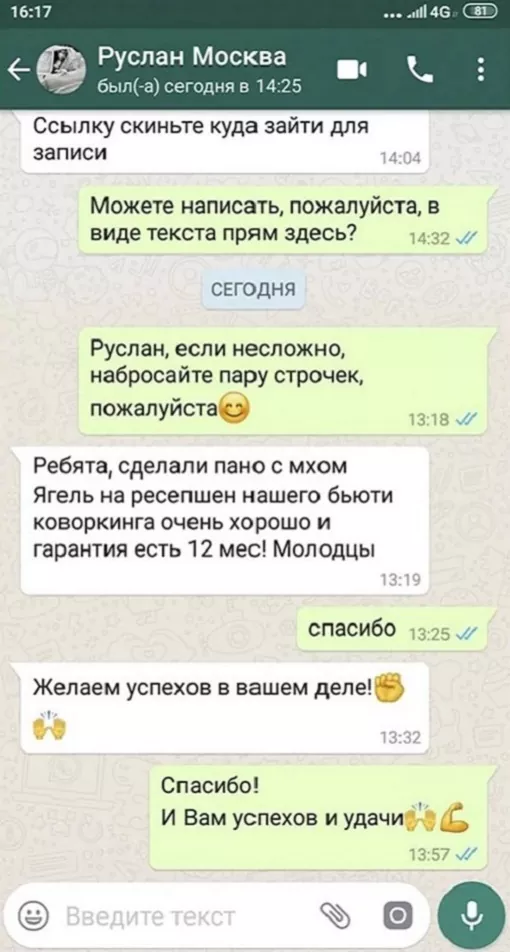 16:17
4G
81
Руслан Москва
был(-а) сегодня в 14:25
Ссылку скиньте куда зайти для
записи
14:04
Можете написать, пожалуйста, в
виде текста прям здесь?
14:32
СЕГОДНЯ
Руслан, если несложно,
набросайте пару строчек,
пожалуйста😊
13:18
Ребята, сделали пано с мхом
Ягель на ресепшен нашего бьюти
коворкинга очень хорошо и
гарантия есть 12 мес! Молодцы
13:19
спасибо 13:25
Желаем успехов в вашем деле!✊
🙌
13:32
Спасибо!
И Вам успехов и удачи🙌💪
13:57
Введите текст